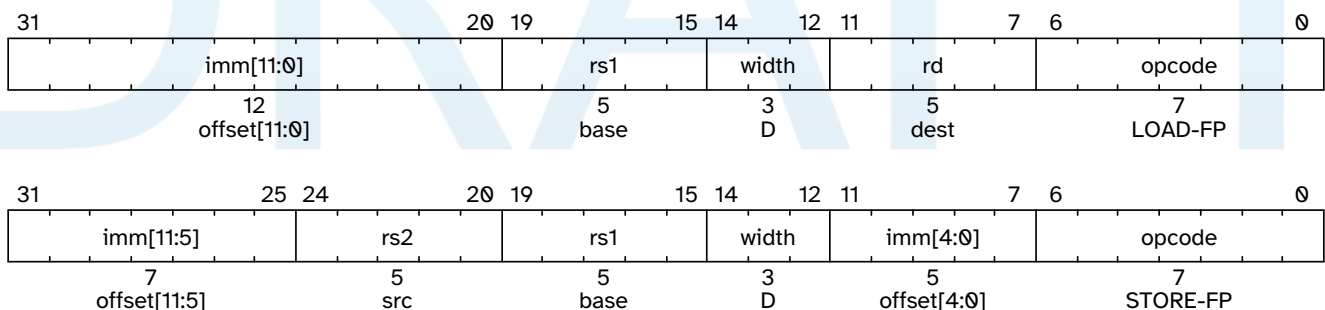 31 20 19 15 14 12 11 7 6 0
imm[11:0] rs1 width rd opcode
12 5 3 5 7
offset[11:0] base D dest LOAD-FP
31 25 24 20 19 15 14 12 11 7 6 0
imm[11:5] rs2 rs1 width imm[4:0] opcode
7 5 5 3 5 7
offset[11:5] src base D offset[4:0] STORE-FP